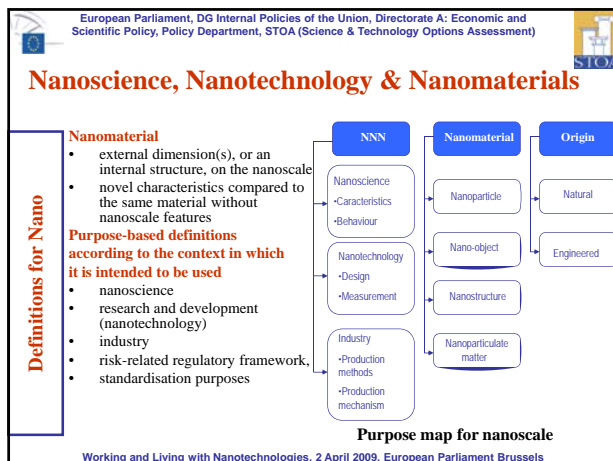 European Parliament, DG Internal Policies of the Union, Directorate A: Economic and
Scientific Policy, Policy Department, STOA (Science & Technology Options Assessment)
STOA
Nanoscience, Nanotechnology & Nanomaterials
Definitions for Nano
Nanomaterial
• external dimension(s), or an
internal structure, on the nanoscale
• novel characteristics compared to
the same material without
nanoscale features
Purpose-based definitions
according to the context in which
it is intended to be used
• nanoscience
• research and development
(nanotechnology)
• industry
• risk-related regulatory framework,
• standardisation purposes
NNN
Nanoscience
•Caracteristics
•Behaviour
Nanotechnology
•Design
•Measurement
Industry
•Production
methods
•Production
mechanism
Nanomaterial
Nanoparticle
Nano-object
Nanostructure
Nanoparticulate
matter
Origin
Natural
Engineered
Purpose map for nanoscale
Working and Living with Nanotechnologies, 2 April 2009, European Parliament Brussels